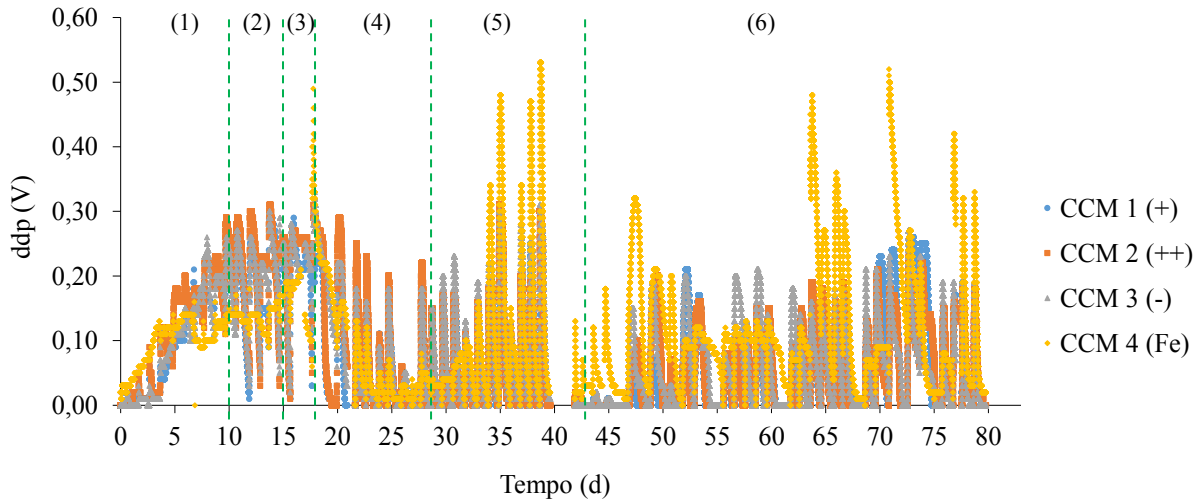 (1) (2) (3) (4) (5) (6)
0,60
0,50
0,40
0,30
0,20
0,10
0,00
ddp (V)
0 5 10 15 20 25 30 35 40 45 50 55 60 65 70 75 80
Tempo (d)
CCM 1 (+)
CCM 2 (++)
CCM 3 (-)
CCM 4 (Fe)